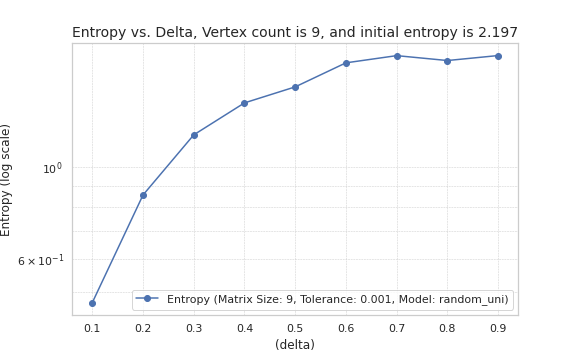 Entropy vs. Delta, Vertex count is 9, and initial entropy is 2.197
Entropy (log scale)
10⁰
6 × 10⁻¹
Entropy (Matrix Size: 9, Tolerance: 0.001, Model: random_uni)
0.1 0.2 0.3 0.4 0.5 0.6 0.7 0.8 0.9
(delta)